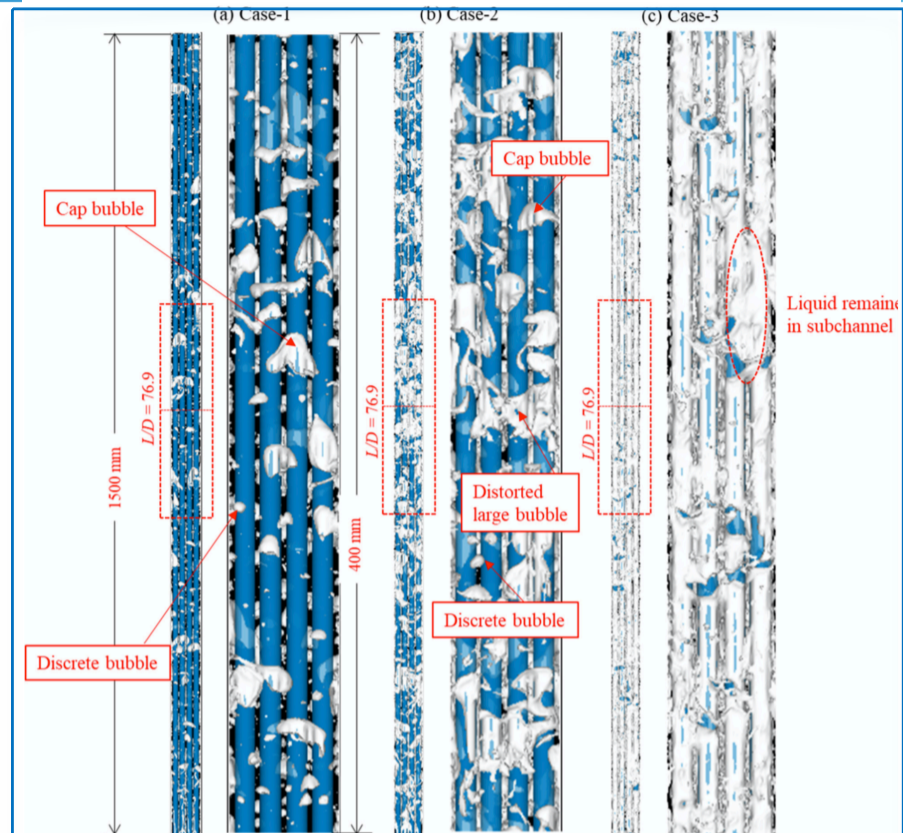 (a) Case-1
(b) Case-2
(c) Case-3
Cap bubble
Cap bubble
Liquid remaine
in subchannel
L/D = 76.9
L/D = 76.9
L/D = 76.9
1500 mm
400 mm
Distorted
large bubble
Discrete bubble
Discrete bubble